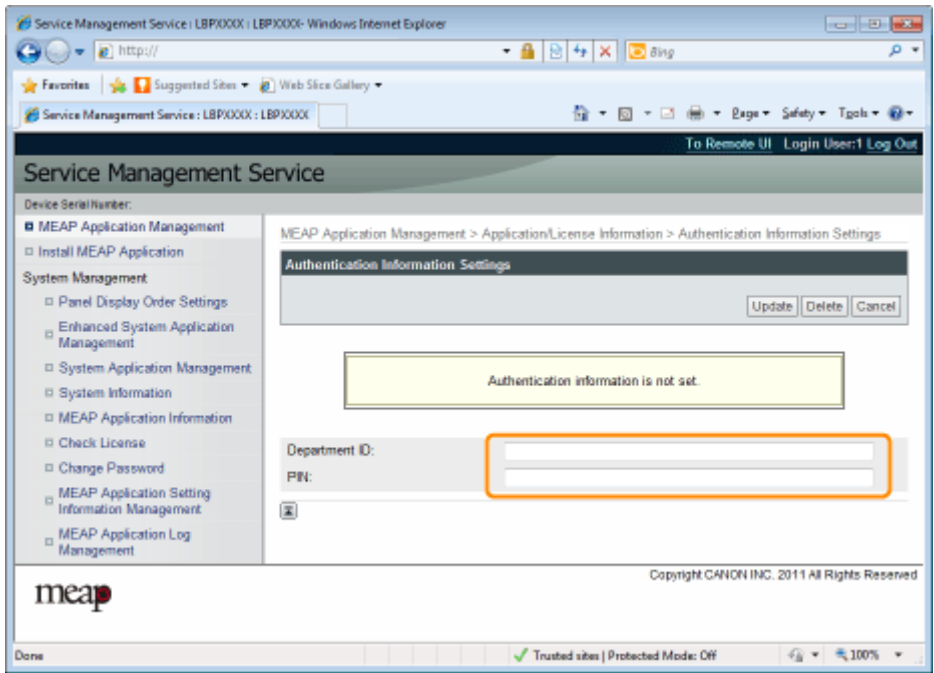 Service Management Service : LBPXXXX : LBPXXXX- Windows Internet Explorer
http://
Bing
Favorites Suggested Sites Web Slice Gallery
Service Management Service : LBPXXXX : LBPXXXX
Page Safety Tools
To Remote UI Login User:1 Log Out
Service Management Service
Device Serial Number:
MEAP Application Management
Install MEAP Application
System Management
Panel Display Order Settings
Enhanced System Application
Management
System Application Management
System Information
MEAP Application Information
Check License
Change Password
MEAP Application Setting
Information Management
MEAP Application Log
Management
MEAP Application Management > Application/License Information > Authentication Information Settings
Authentication Information Settings
Update Delete Cancel
Authentication information is not set.
Department ID:
PIN:
meap
Copyright CANON INC. 2011 All Rights Reserved
Done
Trusted sites | Protected Mode: Off
100%